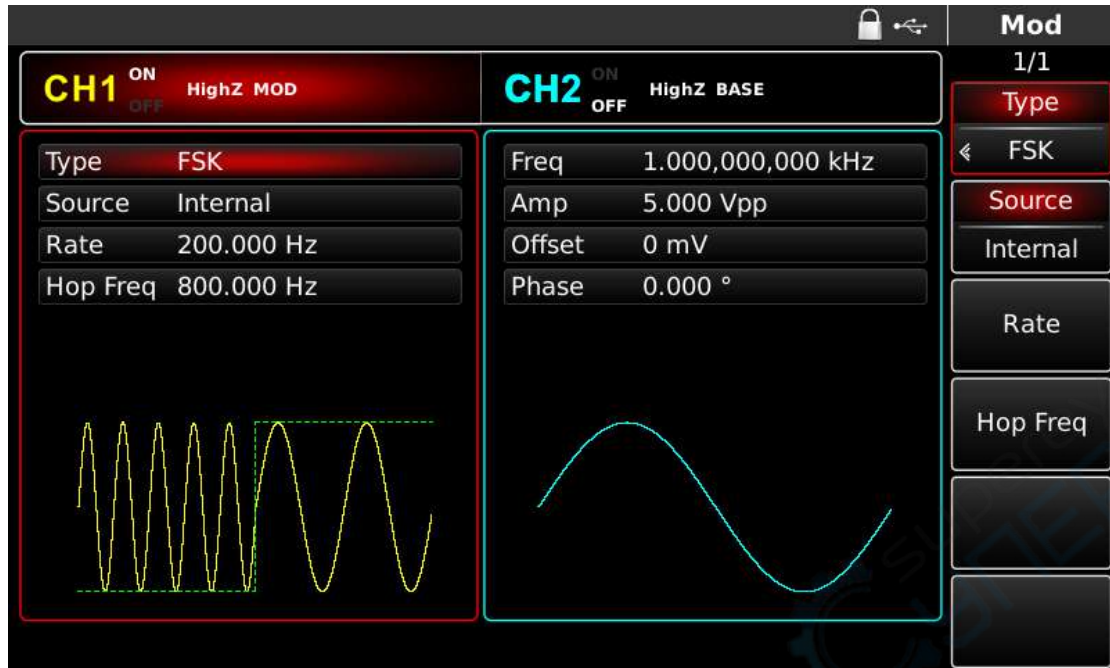 Mod
1/1
CH1 ON OFF HighZ MOD
CH2 ON OFF HighZ BASE
Type FSK
Source Internal
Rate 200.000 Hz
Hop Freq 800.000 Hz
Freq 1.000,000,000 kHz
Amp 5.000 Vpp
Offset 0 mV
Phase 0.000 °
Type
FSK
Source
Internal
Rate
Hop Freq